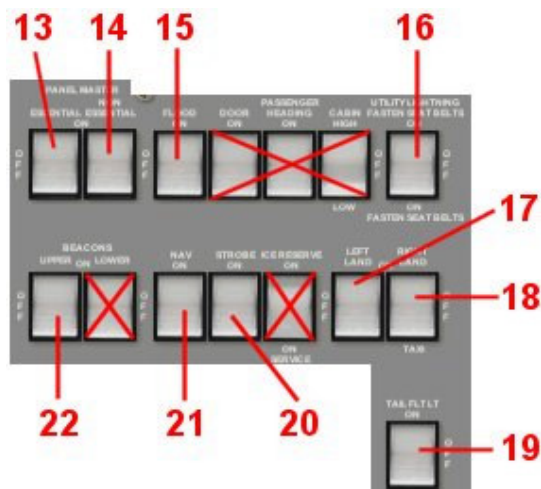 13 14 15 16
PANEL MASTER
NON
ESSENTIAL ESSENTIAL
ON
FLOOD
ON
DOOR
ON
PASSENGER
HEADING
ON
CABIN
HIGH
UTILITY LIGHTNING
FASTEN SEAT BELTS
ON
OFF OFF OFF OFF
LOW
ON
FASTEN SEAT BELTS
17
BEACONS
UPPER ON LOWER
NAV
ON
STROBE
ON
ICE RESERVE
ON
LEFT
LAND
RIGHT
LAND
OFF OFF OFF OFF
18
ON
SERVICE
TAXI
22 21 20
TAIL FLT LT
ON
OFF
19